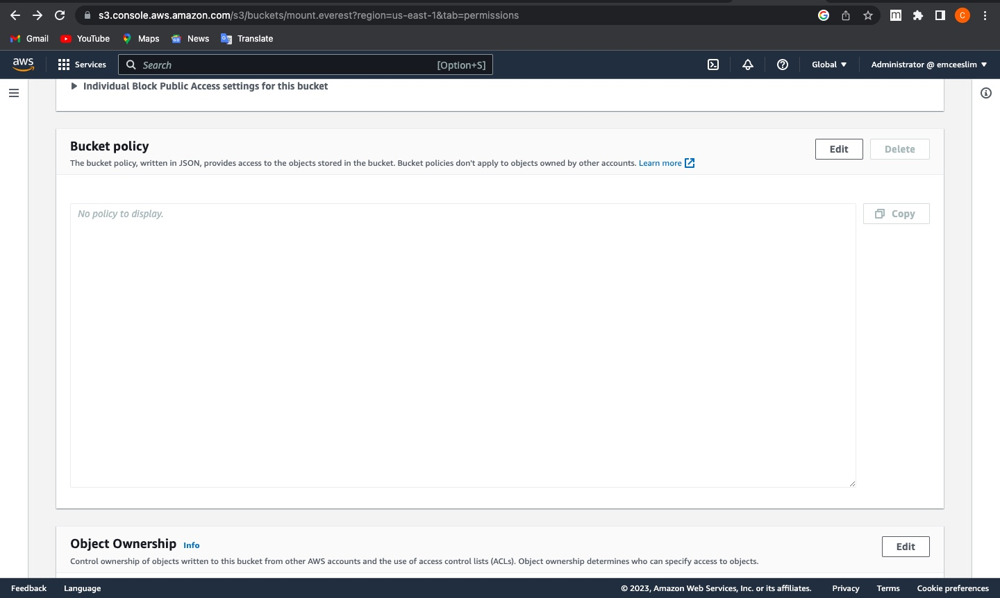 s3.console.aws.amazon.com/s3/buckets/mount.everest?region=us-east-1&tab=permissions
C
Gmail YouTube Maps News Translate
aws Services Search [Option+S] Global Administrator @ emceeslim
Individual Block Public Access settings for this bucket
Bucket policy
Edit Delete
The bucket policy, written in JSON, provides access to the objects stored in the bucket. Bucket policies don't apply to objects owned by other accounts. Learn more
No policy to display.
Copy
Object Ownership Info
Edit
Control ownership of objects written to this bucket from other AWS accounts and the use of access control lists (ACLs). Object ownership determines who can specify access to objects.
Feedback Language © 2023, Amazon Web Services, Inc. or its affiliates. Privacy Terms Cookie preferences